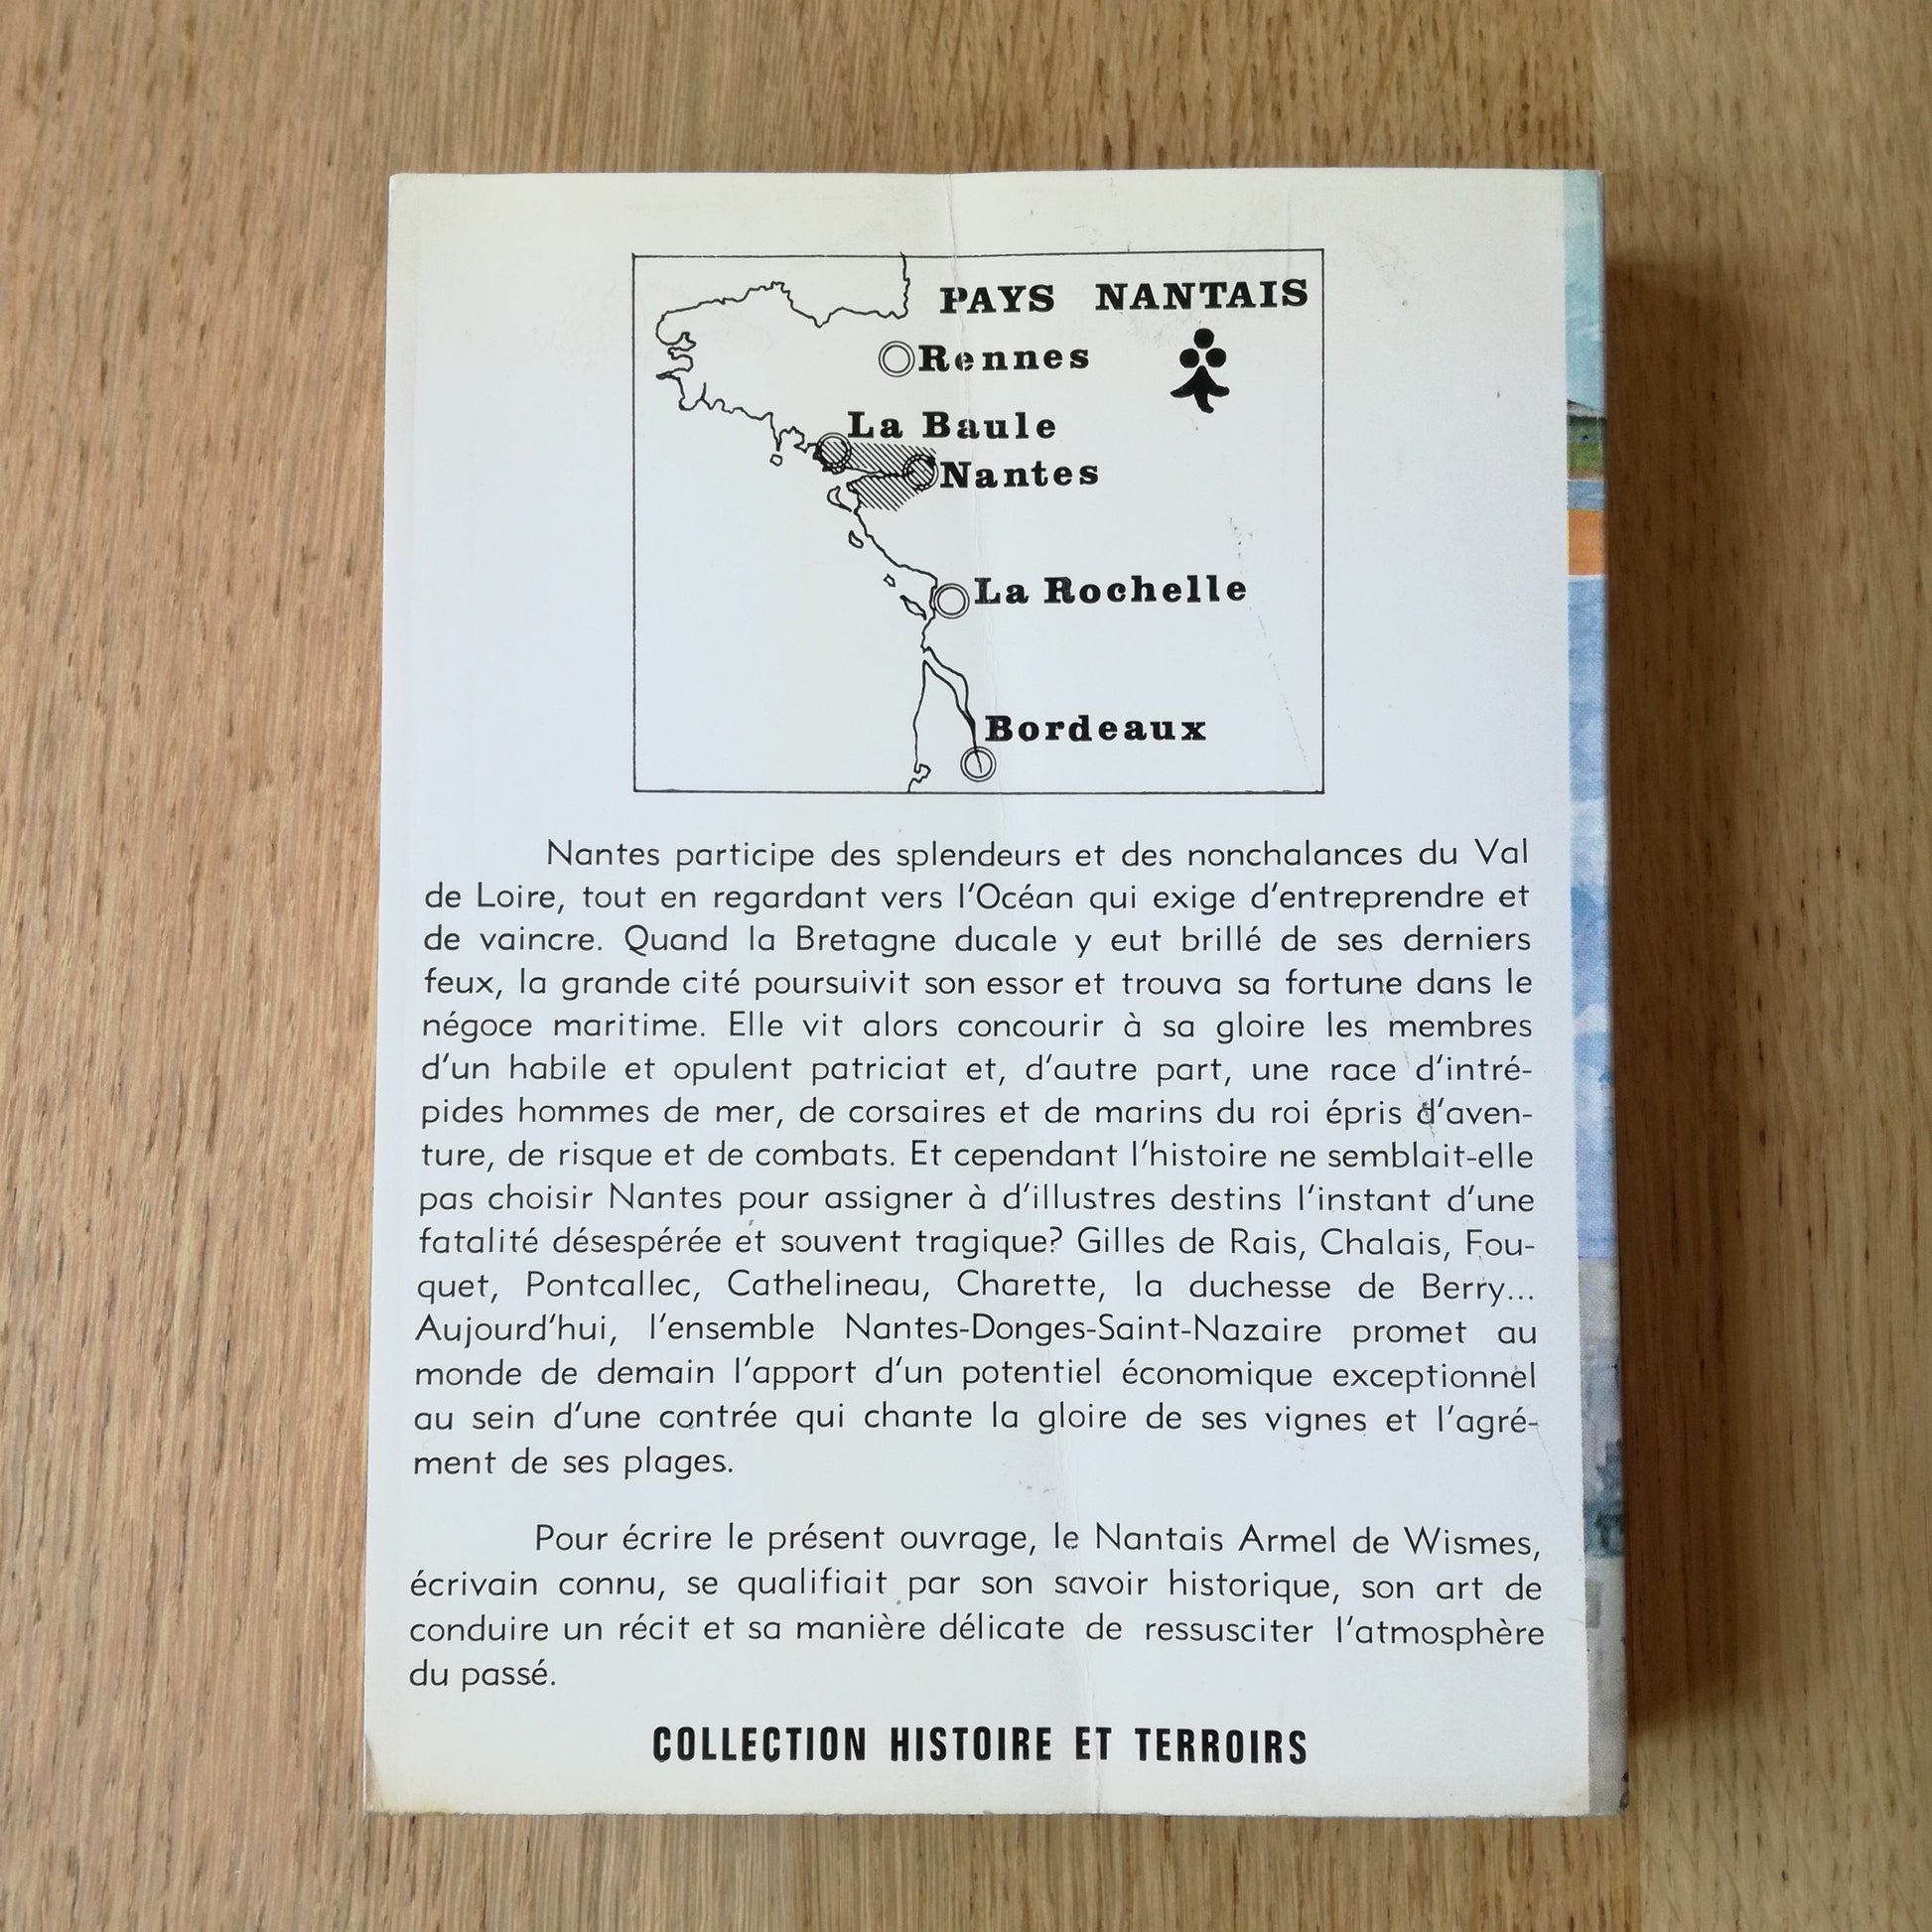 PAYS NANTAIS
Rennes
La Baule
Nantes
La Rochelle
Bordeaux
Nantes participe des splendeurs et des nonchalances du Val
de Loire, tout en regardant vers l'Océan qui exige d'entreprendre et
de vaincre. Quand la Bretagne ducale y eut brillé de ses derniers
feux, la grande cité poursuivit son essor et trouva sa fortune dans le
négoce maritime. Elle vit alors concourir à sa gloire les membres
d'un habile et opulent patriciat et, d'autre part, une race d'intré-
pides hommes de mer, de corsaires et de marins du roi épris d'aven-
ture, de risque et de combats. Et cependant l'histoire ne semblait-elle
pas choisir Nantes pour assigner à d'illustres destins l'instant d'une
fatalité désespérée et souvent tragique? Gilles de Rais, Chalais, Fou-
quet, Pontcallec, Cathelineau, Charette, la duchesse de Berry...
Aujourd'hui, l'ensemble Nantes-Donges-Saint-Nazaire promet au
monde de demain l'apport d'un potentiel économique exceptionnel
au sein d'une contrée qui chante la gloire de ses vignes et l'agré-
ment de ses plages.
Pour écrire le présent ouvrage, le Nantais Armel de Wismes,
écrivain connu, se qualifiait par son savoir historique, son art de
conduire un récit et sa manière délicate de ressusciter l'atmosphère
du passé.
COLLECTION HISTOIRE ET TERROIRS